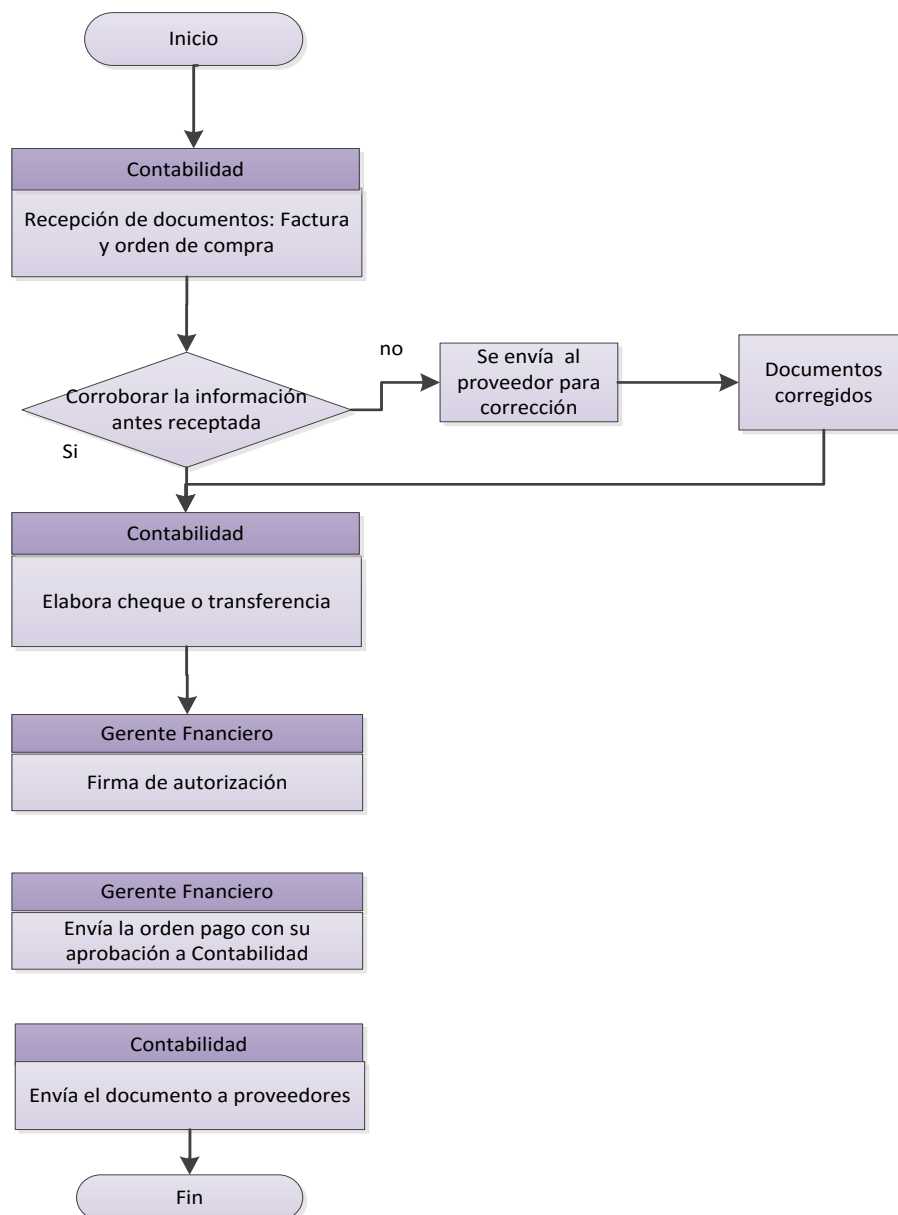 Inicio
Contabilidad
Recepción de documentos: Factura
y orden de compra
Corroborar la información
antes receptada
no
Se envía al
proveedor para
corrección
Documentos
corregidos
Si
Contabilidad
Elabora cheque o transferencia
Gerente Fnanciero
Firma de autorización
Gerente Fnanciero
Envía la orden pago con su
aprobación a Contabilidad
Contabilidad
Envía el documento a proveedores
Fin